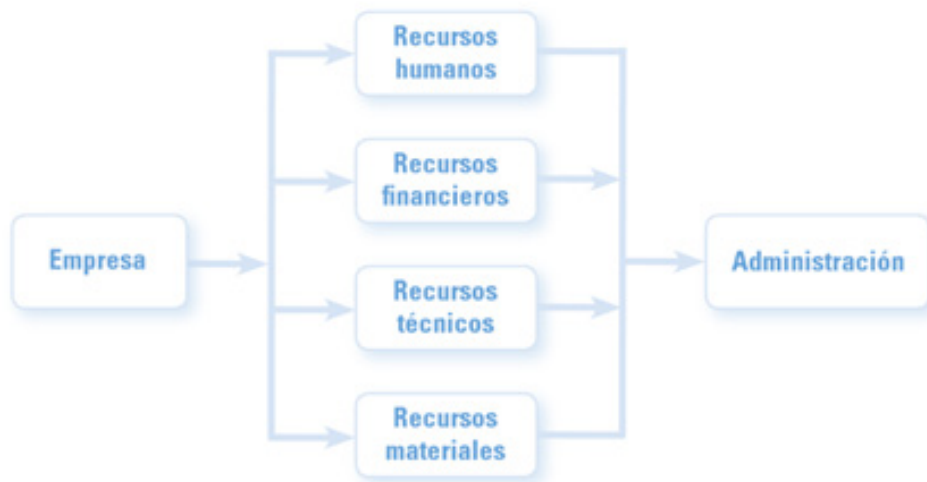 Recursos
humanos
Recursos
financieros
Empresa
Administración
Recursos
técnicos
Recursos
materiales